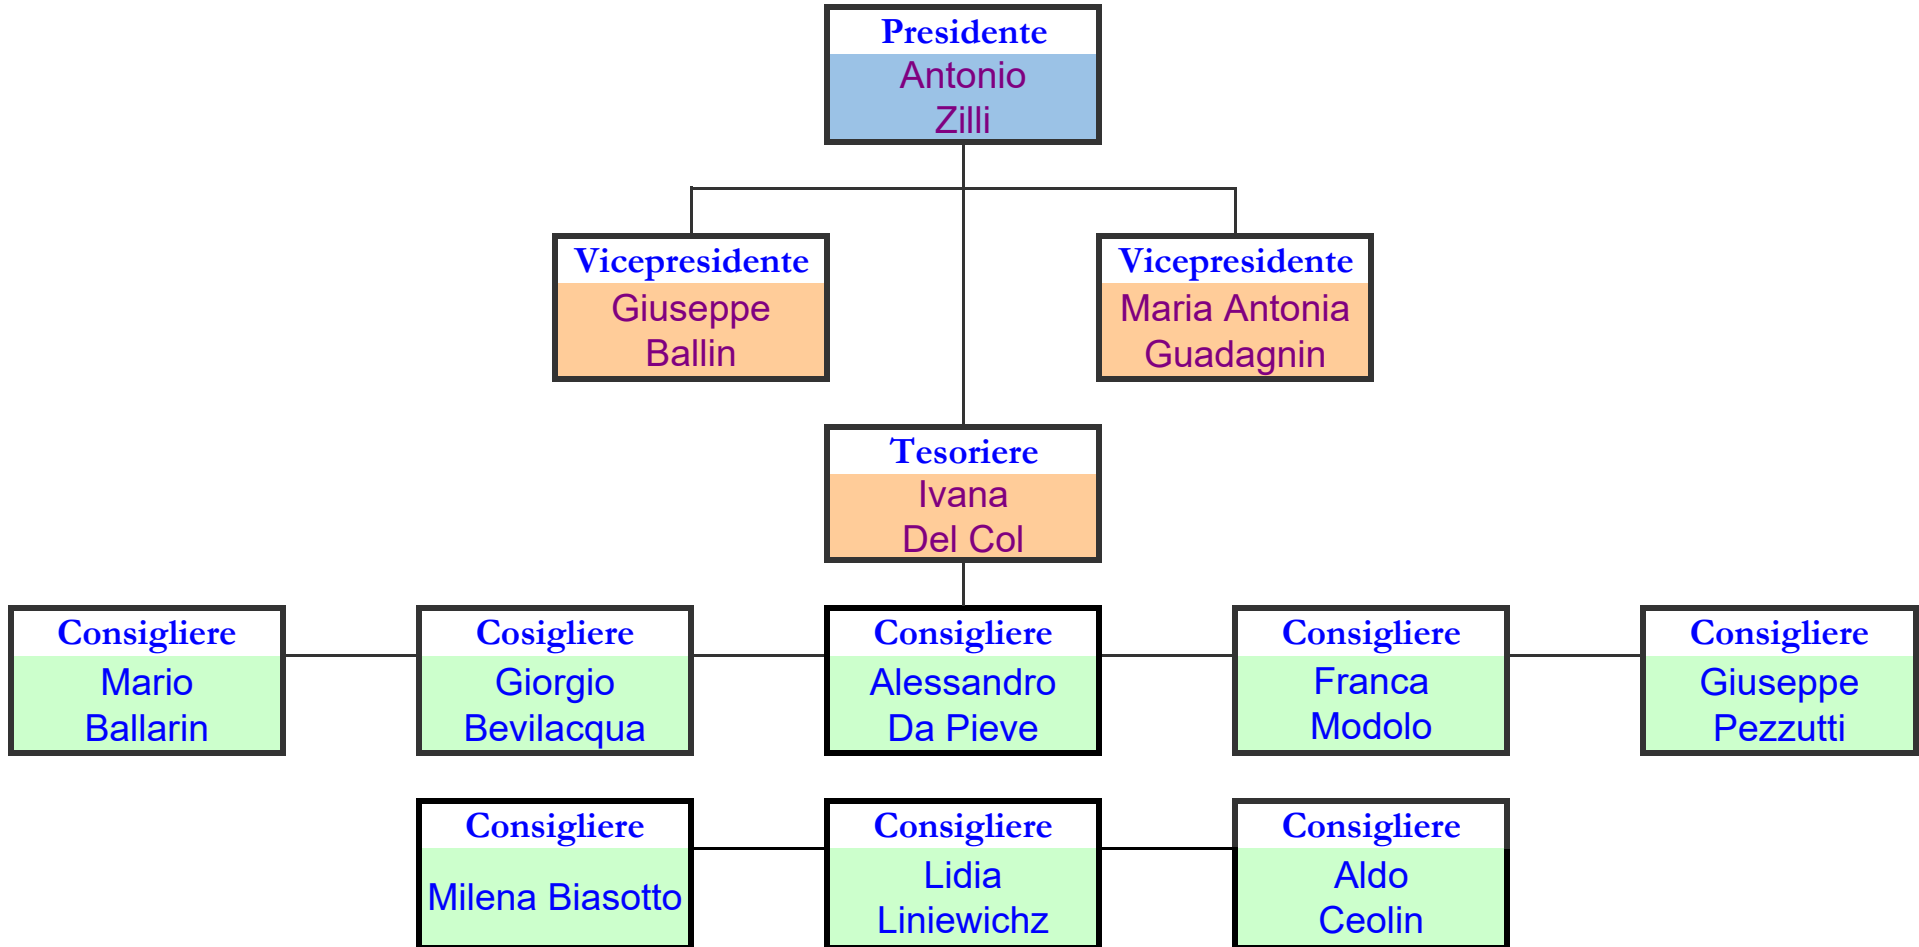 Presidente
Antonio
Zilli
Vicepresidente
Giuseppe
Ballin
Vicepresidente
Maria Antonia
Guadagnin
Tesoriere
Ivana
Del Col
Consigliere
Mario
Ballarin
Cosigliere
Giorgio
Bevilacqua
Consigliere
Alessandro
Da Pieve
Consigliere
Franca
Modolo
Consigliere
Giuseppe
Pezzutti
Consigliere
Milena Biasotto
Consigliere
Lidia
Liniewichz
Consigliere
Aldo
Ceolin